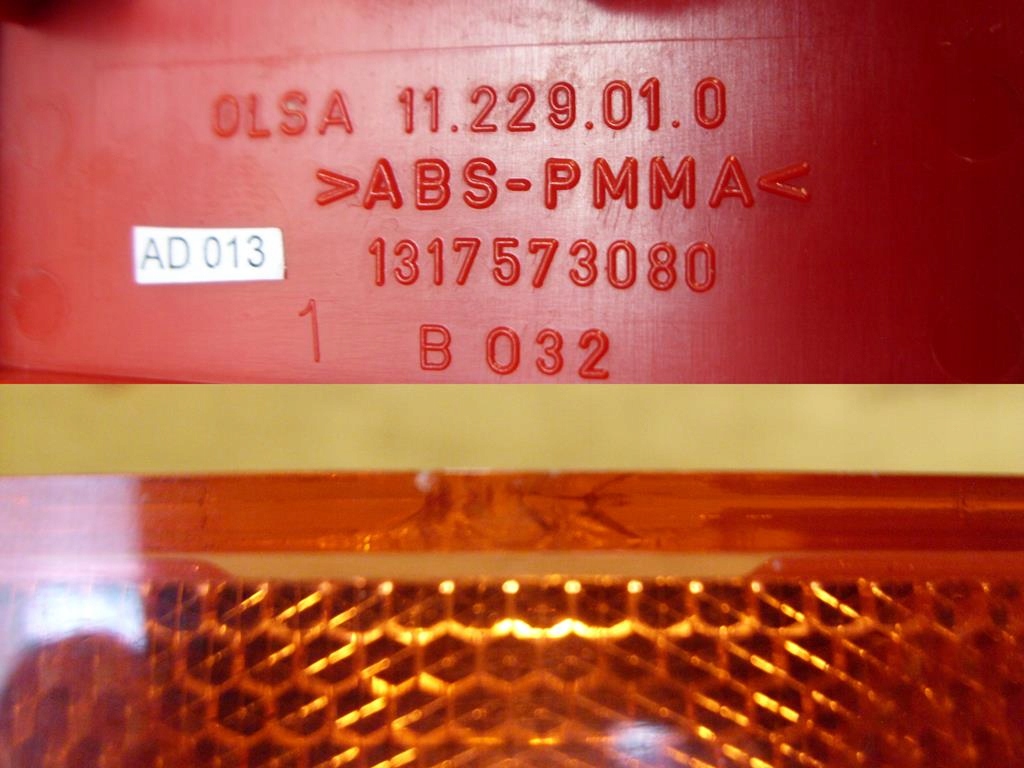 OLSA 11.229.01.0
>ABS-PMMA<
AD 013
1317573080
1 B 032